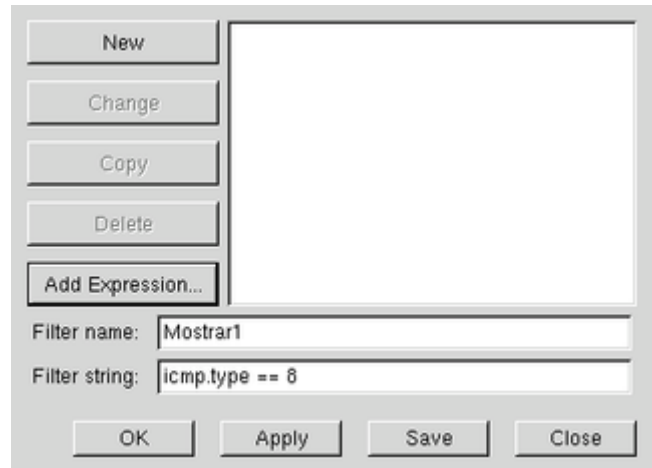 New
Change
Copy
Delete
Add Expression...
Filter name: Mostrar1
Filter string: icmp.type == 8
OK Apply Save Close